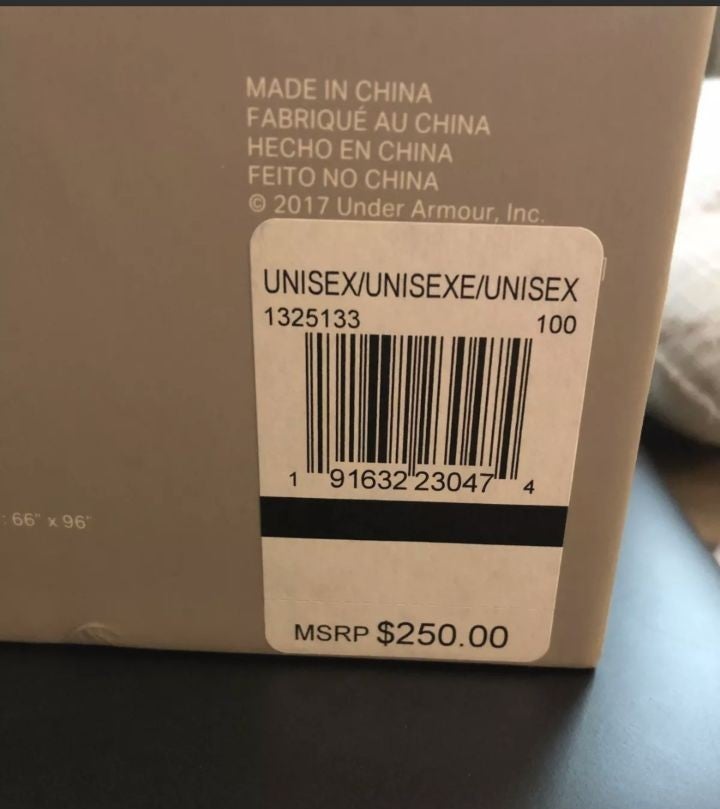 MADE IN CHINA
FABRIQUÉ AU CHINA
HECHO EN CHINA
FEITO NO CHINA
© 2017 Under Armour, Inc.
UNISEX/UNISEXE/UNISEX
1325133 100
1 91632 23047 4
: 66" x 96"
MSRP $250.00